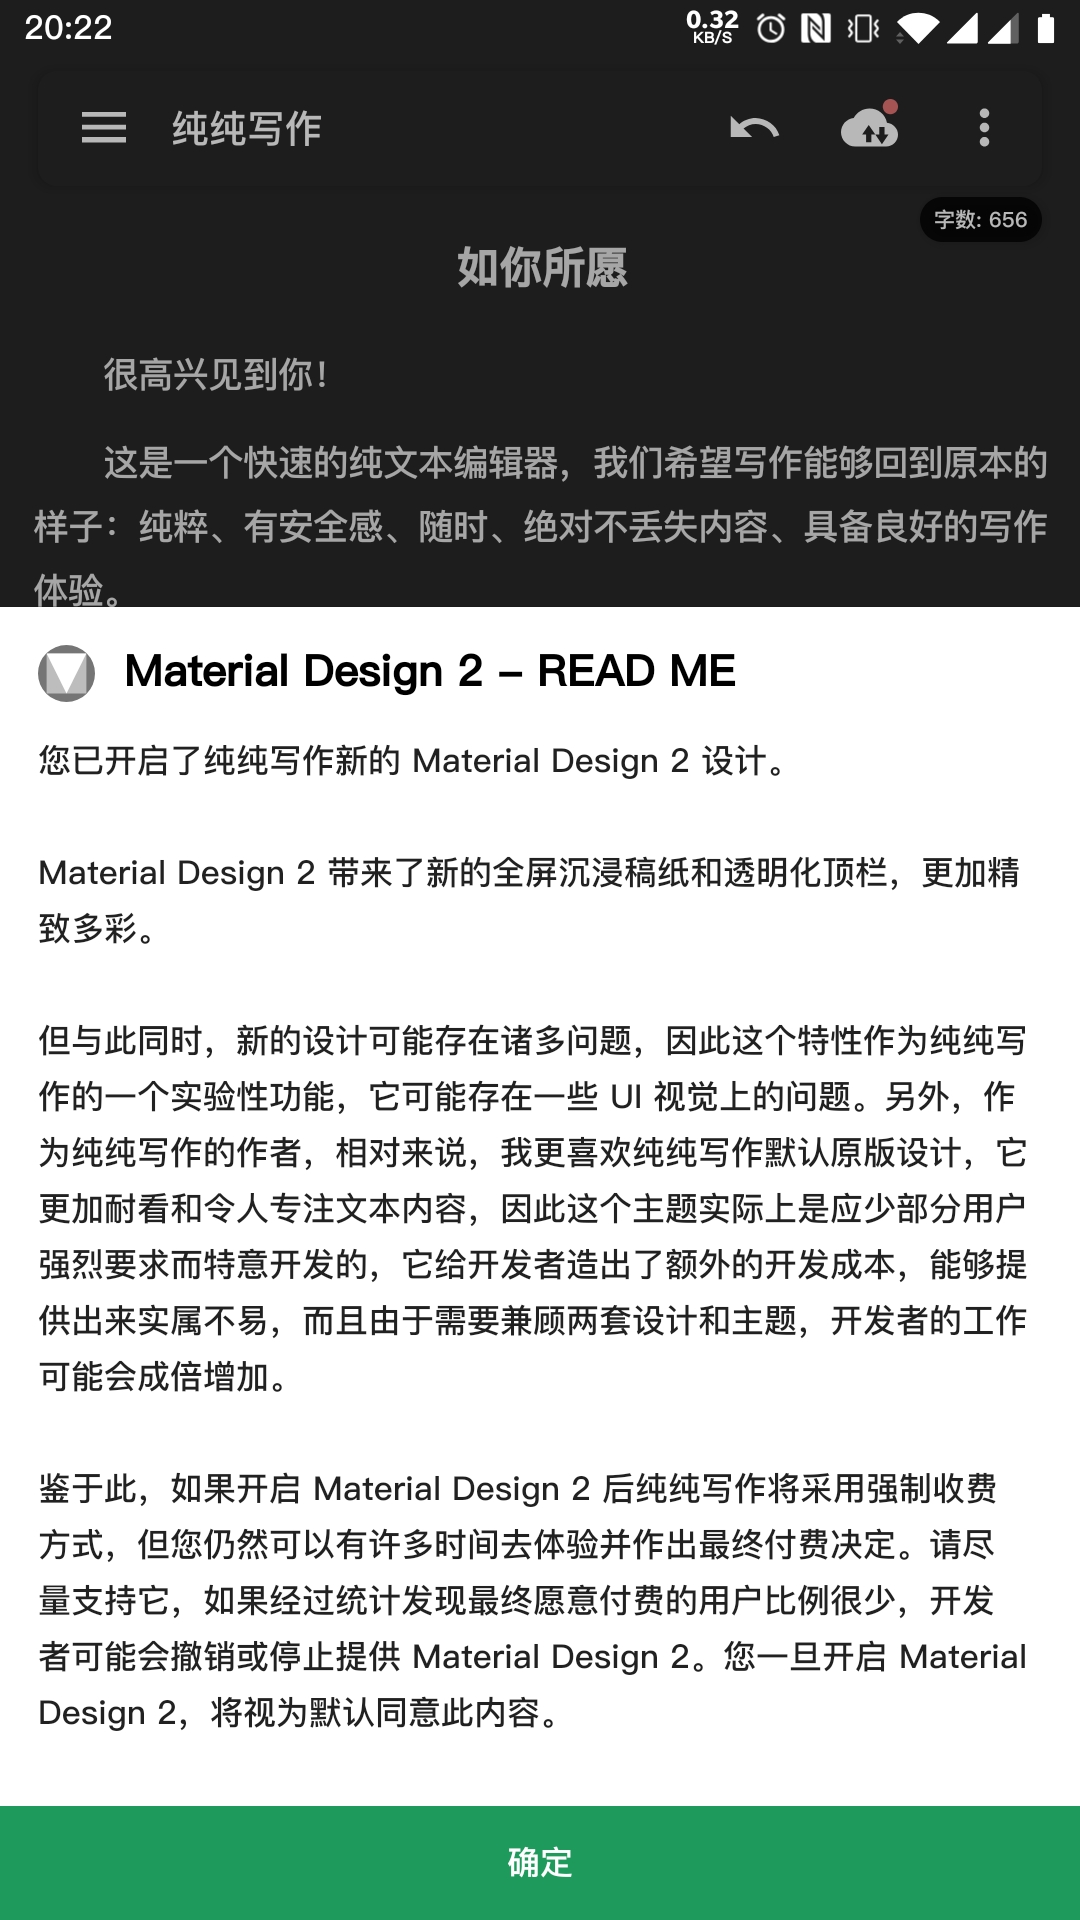 20:22
0.32
KB/S
纯纯写作
字数: 656
如你所愿
很高兴见到你！
这是一个快速的纯文本编辑器，我们希望写作能够回到原本的
样子：纯粹、有安全感、随时、绝对不丢失内容、具备良好的写作
体验。
Material Design 2 – READ ME
您已开启了纯纯写作新的 Material Design 2 设计。
Material Design 2 带来了新的全屏沉浸稿纸和透明化顶栏，更加精
致多彩。
但与此同时，新的设计可能存在诸多问题，因此这个特性作为纯纯写
作的一个实验性功能，它可能存在一些 UI 视觉上的问题。另外，作
为纯纯写作的作者，相对来说，我更喜欢纯纯写作默认原版设计，它
更加耐看和令人专注文本内容，因此这个主题实际上是应少部分用户
强烈要求而特意开发的，它给开发者造出了额外的开发成本，能够提
供出来实属不易，而且由于需要兼顾两套设计和主题，开发者的工作
可能会成倍增加。
鉴于此，如果开启 Material Design 2 后纯纯写作将采用强制收费
方式，但您仍然可以有许多时间去体验并作出最终付费决定。请尽
量支持它，如果经过统计发现最终愿意付费的用户比例很少，开发
者可能会撤销或停止提供 Material Design 2。您一旦开启 Material
Design 2，将视为默认同意此内容。
确定